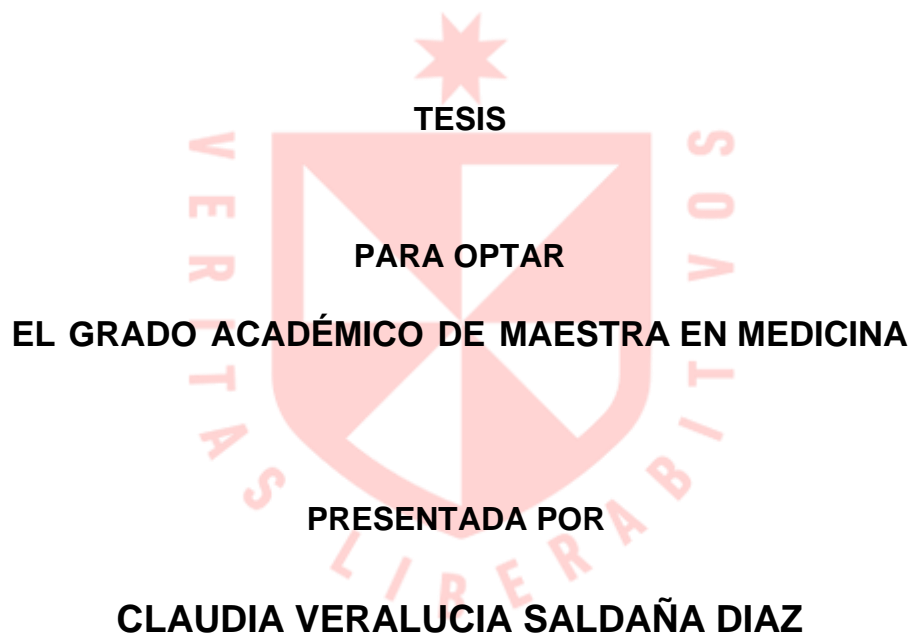 TESIS
PARA OPTAR
EL GRADO ACADÉMICO DE MAESTRA EN MEDICINA
PRESENTADA POR
CLAUDIA VERALUCIA SALDAÑA DIAZ
VERITAS LIBERABIT VOS